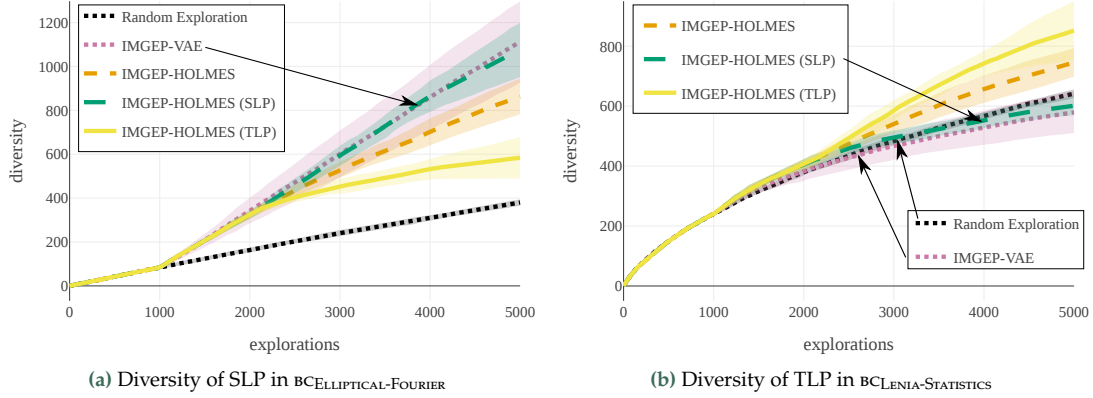 1200
1000
800
600
400
200
0
diversity
Random Exploration
IMGEP-VAE
IMGEP-HOLMES
IMGEP-HOLMES (SLP)
IMGEP-HOLMES (TLP)
0 1000 2000 3000 4000 5000
explorations
(a) Diversity of SLP in BC_ELLIPTICAL-FOURIER
800
600
400
200
0
diversity
IMGEP-HOLMES
IMGEP-HOLMES (SLP)
IMGEP-HOLMES (TLP)
Random Exploration
IMGEP-VAE
0 1000 2000 3000 4000 5000
explorations
(b) Diversity of TLP in BC_LENIA-STATISTICS